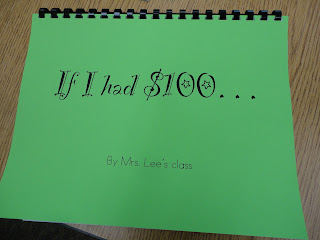 If I had $100...
By Mrs. Lee's class